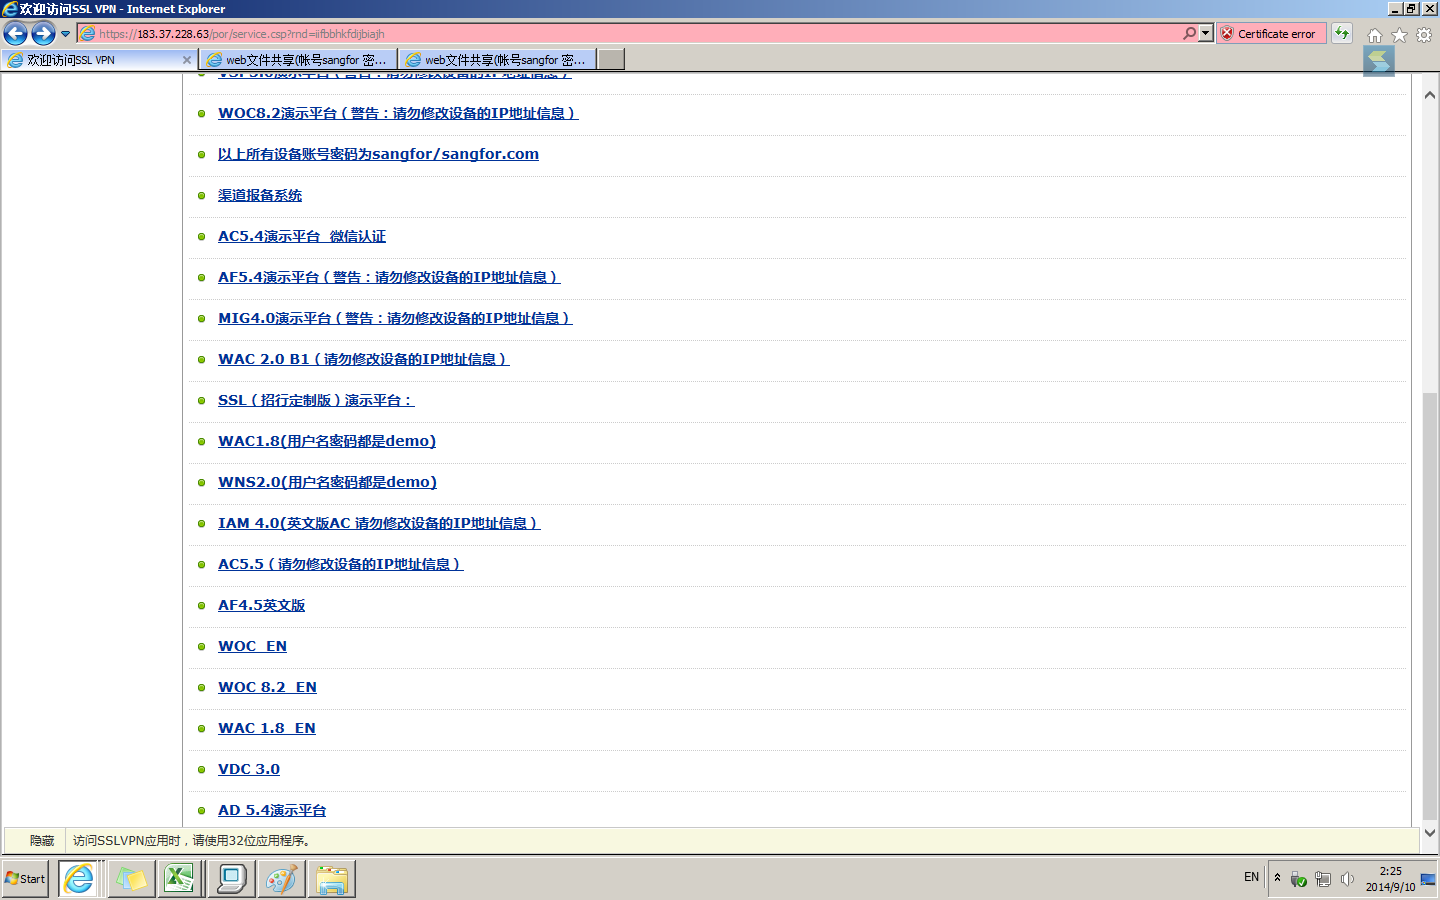 欢迎访问SSL VPN - Internet Explorer
https://183.37.228.63/por/service.csp?rnd=iifbbhkfdijbiajh
Certificate error
欢迎访问SSL VPN
web文件共享(帐号sangfor 密...
web文件共享(帐号sangfor 密...
WOC8.2演示平台（警告：请勿修改设备的IP地址信息）
以上所有设备账号密码为sangfor/sangfor.com
渠道报备系统
AC5.4演示平台 微信认证
AF5.4演示平台（警告：请勿修改设备的IP地址信息）
MIG4.0演示平台（警告：请勿修改设备的IP地址信息）
WAC 2.0 B1（请勿修改设备的IP地址信息）
SSL（招行定制版）演示平台：
WAC1.8(用户名密码都是demo)
WNS2.0(用户名密码都是demo)
IAM 4.0(英文版AC 请勿修改设备的IP地址信息）
AC5.5（请勿修改设备的IP地址信息）
AF4.5英文版
WOC EN
WOC 8.2 EN
WAC 1.8 EN
VDC 3.0
AD 5.4演示平台
隐藏 访问SSLVPN应用时，请使用32位应用程序。
Start
EN
2:25
2014/9/10